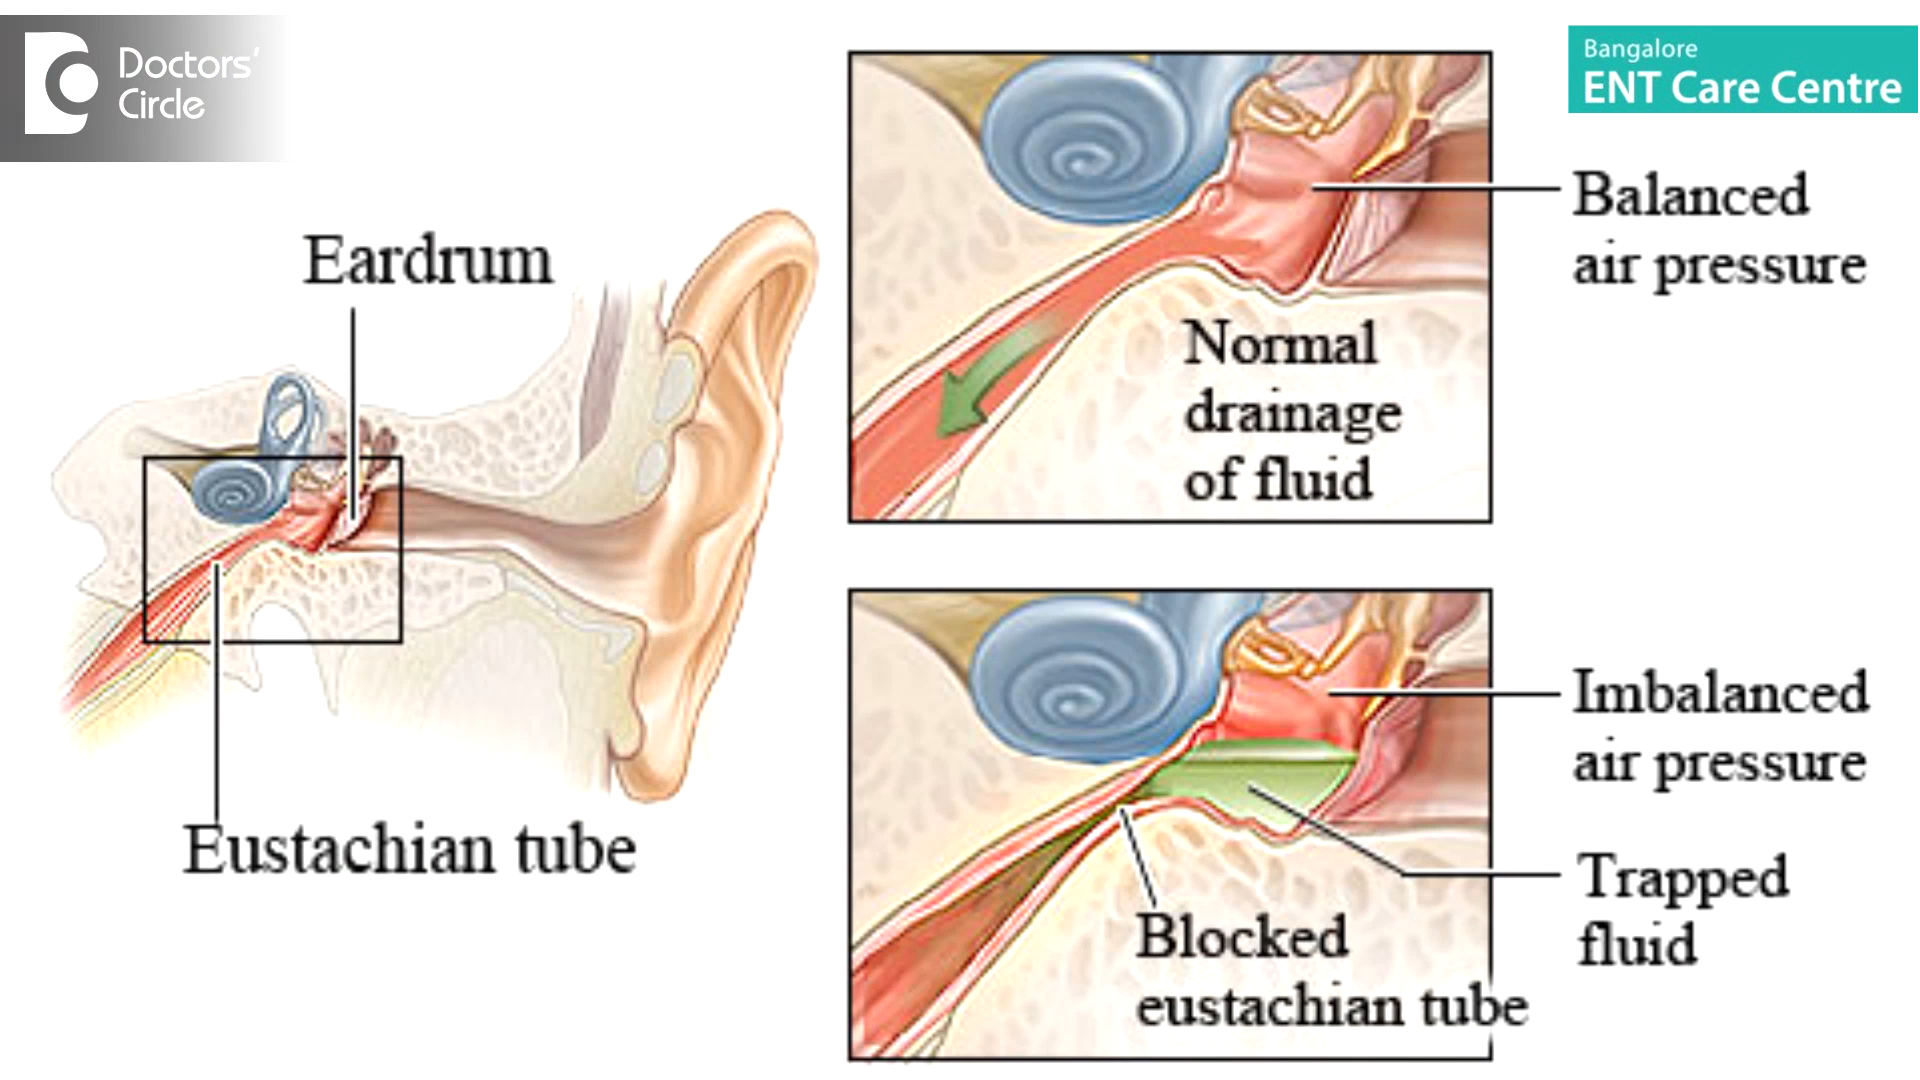 Doctors'
Circle
Bangalore
ENT Care Centre
Eardrum
Eustachian tube
Balanced
air pressure
Normal
drainage
of fluid
Imbalanced
air pressure
Trapped
fluid
Blocked
eustachian tube